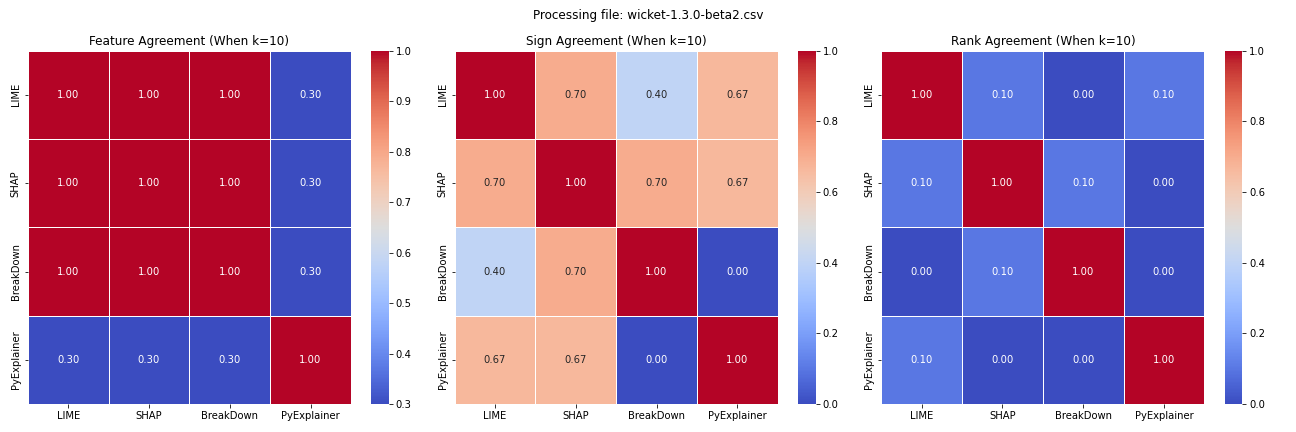 Processing file: wicket-1.3.0-beta2.csv
Feature Agreement (When k=10)
LIME 1.00 1.00 1.00 0.30
SHAP 1.00 1.00 1.00 0.30
BreakDown 1.00 1.00 1.00 0.30
PyExplainer 0.30 0.30 0.30 1.00
LIME SHAP BreakDown PyExplainer
1.0
0.9
0.8
0.7
0.6
0.5
0.4
0.3
Sign Agreement (When k=10)
LIME 1.00 0.70 0.40 0.67
SHAP 0.70 1.00 0.70 0.67
BreakDown 0.40 0.70 1.00 0.00
PyExplainer 0.67 0.67 0.00 1.00
LIME SHAP BreakDown PyExplainer
1.0
0.8
0.6
0.4
0.2
0.0
Rank Agreement (When k=10)
LIME 1.00 0.10 0.00 0.10
SHAP 0.10 1.00 0.10 0.00
BreakDown 0.00 0.10 1.00 0.00
PyExplainer 0.10 0.00 0.00 1.00
LIME SHAP BreakDown PyExplainer
1.0
0.8
0.6
0.4
0.2
0.0